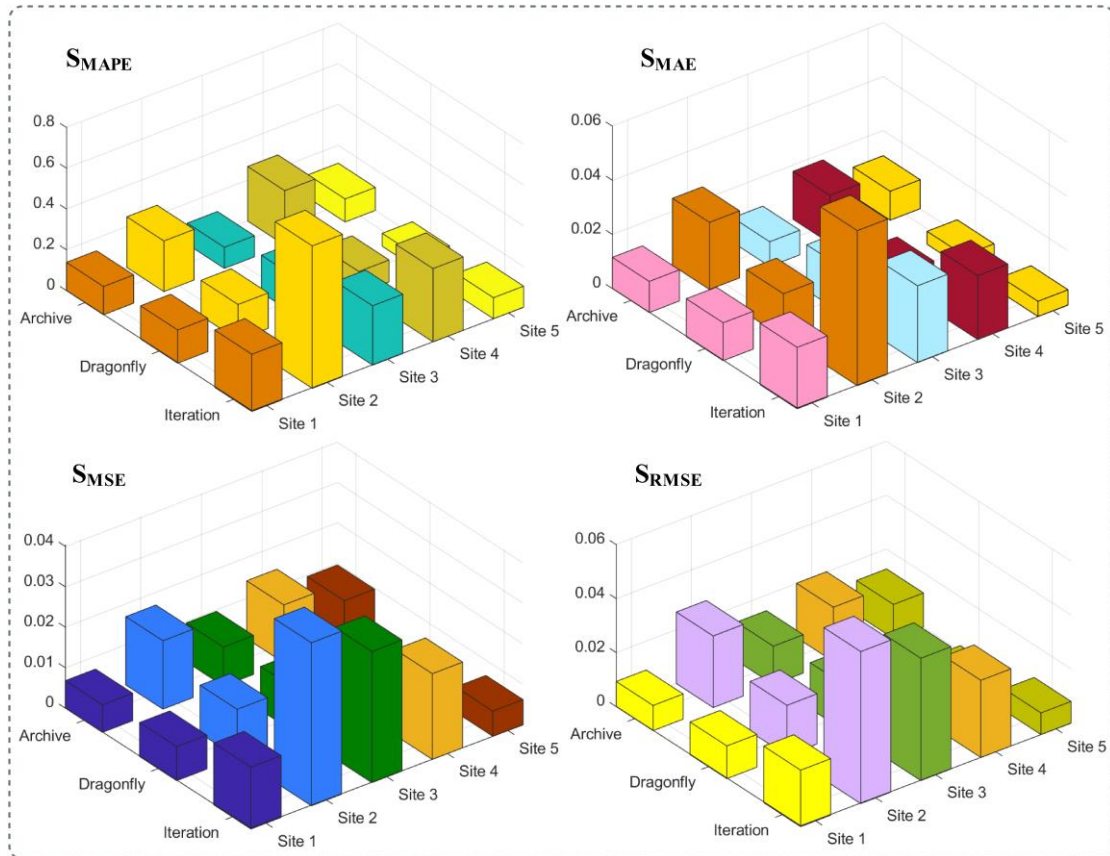 S_MAPE
0.8
0.6
0.4
0.2
0
Archive
Dragonfly
Iteration
Site 1
Site 2
Site 3
Site 4
Site 5
S_MAE
0.06
0.04
0.02
0
Archive
Dragonfly
Iteration
Site 1
Site 2
Site 3
Site 4
Site 5
S_MSE
0.04
0.03
0.02
0.01
0
Archive
Dragonfly
Iteration
Site 1
Site 2
Site 3
Site 4
Site 5
S_RMSE
0.06
0.04
0.02
0
Archive
Dragonfly
Iteration
Site 1
Site 2
Site 3
Site 4
Site 5